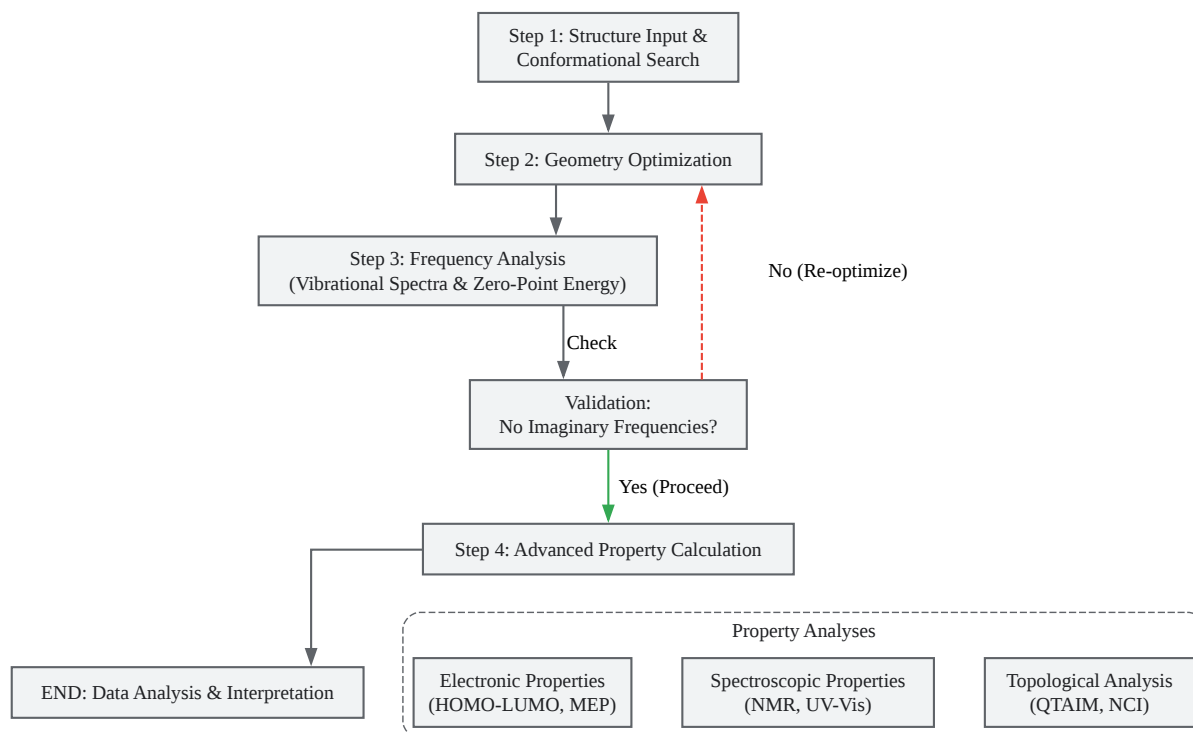 Step 1: Structure Input &
Conformational Search
Step 2: Geometry Optimization
Step 3: Frequency Analysis
(Vibrational Spectra & Zero-Point Energy)
No (Re-optimize)
Check
Validation:
No Imaginary Frequencies?
Yes (Proceed)
Step 4: Advanced Property Calculation
Property Analyses
END: Data Analysis & Interpretation
Electronic Properties
(HOMO-LUMO, MEP)
Spectroscopic Properties
(NMR, UV-Vis)
Topological Analysis
(QTAIM, NCI)